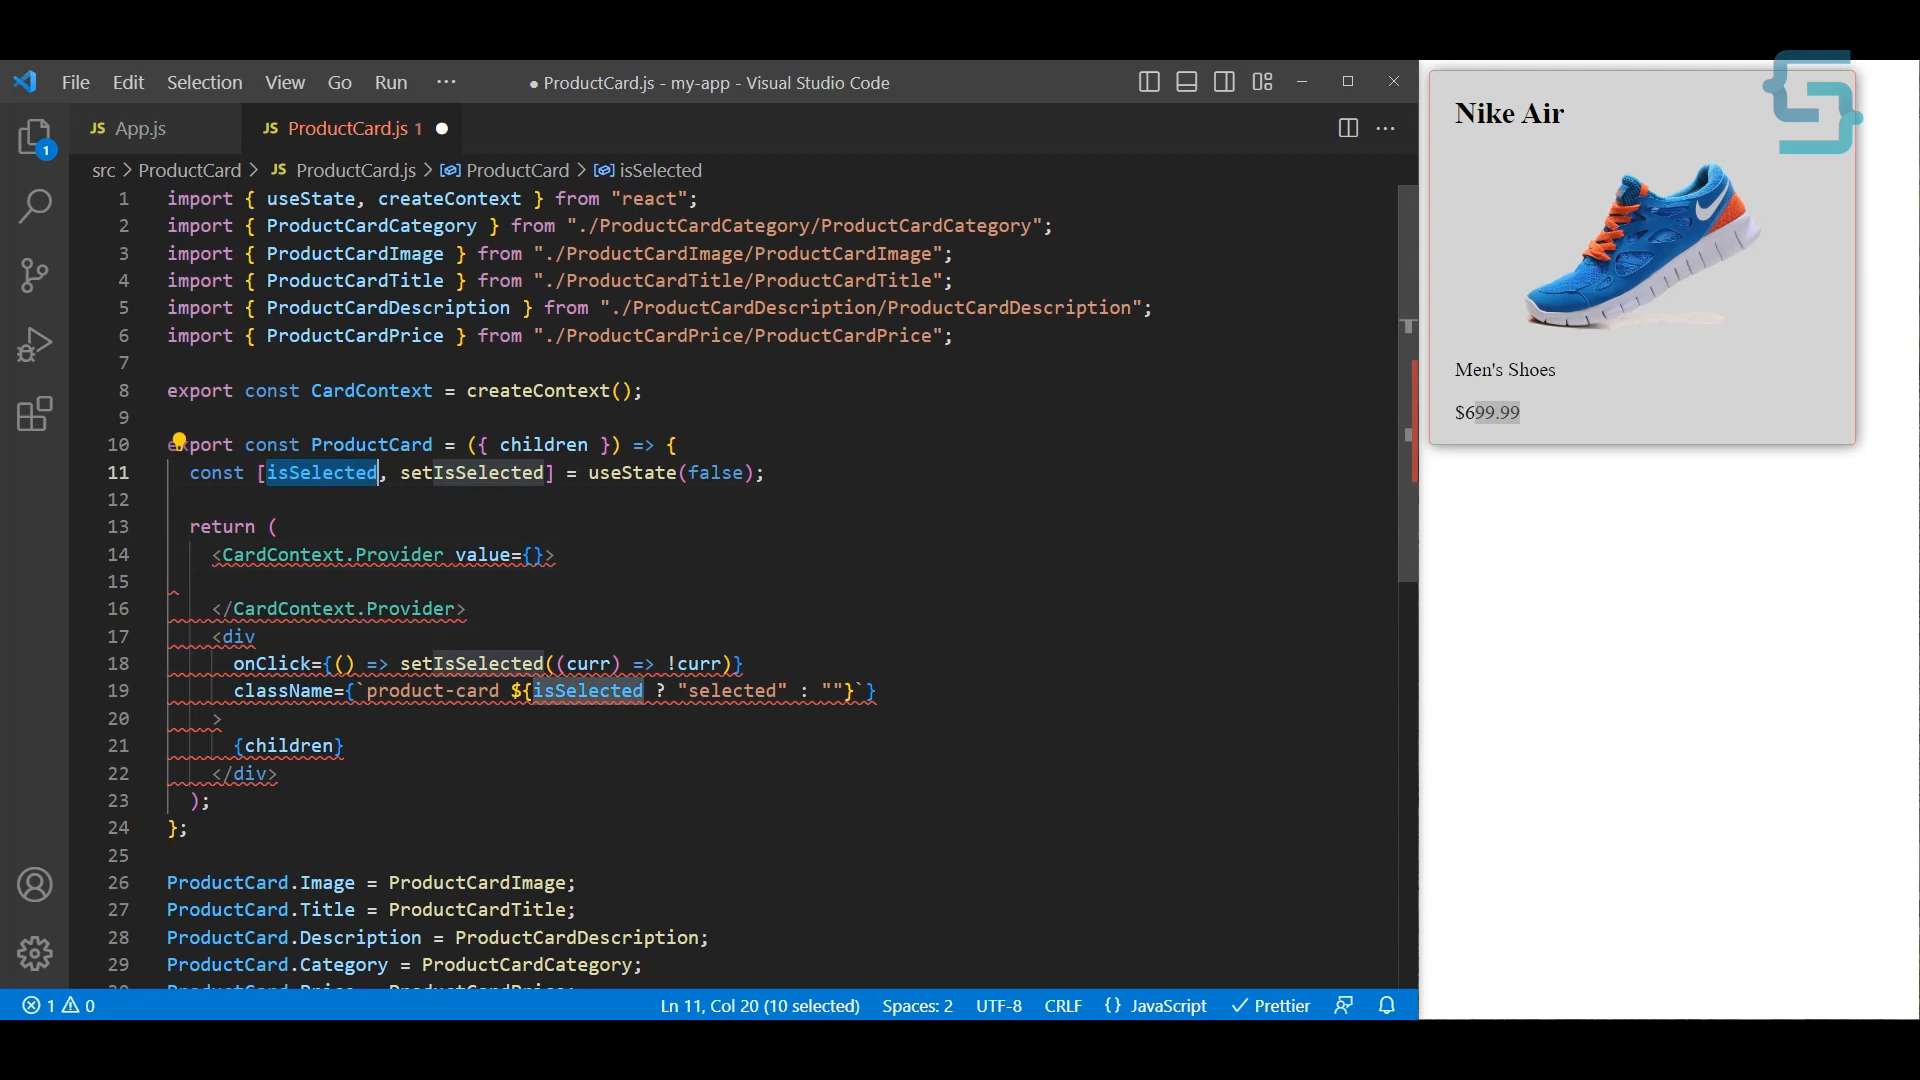 File Edit Selection View Go Run ··· ● ProductCard.js - my-app - Visual Studio Code
JS App.js JS ProductCard.js 1 ●
src > ProductCard > JS ProductCard.js > ProductCard > isSelected
1 import { useState, createContext } from "react";
2 import { ProductCardCategory } from "./ProductCardCategory/ProductCardCategory";
3 import { ProductCardImage } from "./ProductCardImage/ProductCardImage";
4 import { ProductCardTitle } from "./ProductCardTitle/ProductCardTitle";
5 import { ProductCardDescription } from "./ProductCardDescription/ProductCardDescription";
6 import { ProductCardPrice } from "./ProductCardPrice/ProductCardPrice";
7
8 export const CardContext = createContext();
9
10 export const ProductCard = ({ children }) => {
11 const [isSelected, setIsSelected] = useState(false);
12
13 return (
14 <CardContext.Provider value={}>
15
16 </CardContext.Provider>
17 <div
18 onClick={() => setIsSelected((curr) => !curr)}
19 className={`product-card ${isSelected ? "selected" : ""}`}
20 >
21 {children}
22 </div>
23 );
24 };
25
26 ProductCard.Image = ProductCardImage;
27 ProductCard.Title = ProductCardTitle;
28 ProductCard.Description = ProductCardDescription;
29 ProductCard.Category = ProductCardCategory;
1
1 0 Ln 11, Col 20 (10 selected) Spaces: 2 UTF-8 CRLF {} JavaScript Prettier
Nike Air
Men's Shoes
$699.99